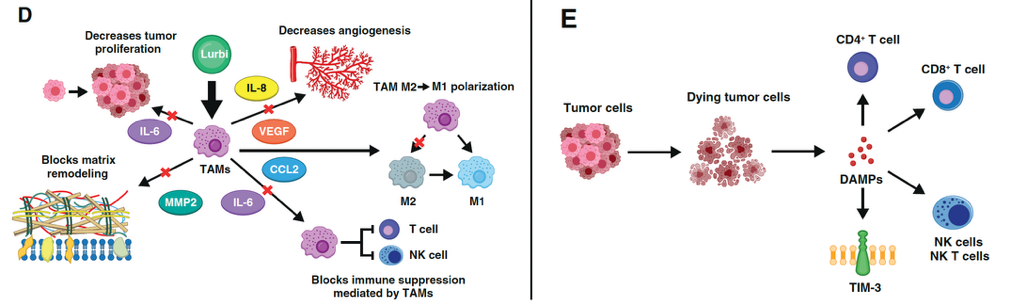 D
Decreases tumor
proliferation
Lurbi
Decreases angiogenesis
IL-8
TAM M2→M1 polarization
IL-6
VEGF
TAMs
Blocks matrix
remodeling
CCL2
MMP2
IL-6
M2
M1
T cell
NK cell
Blocks immune suppression
mediated by TAMs
E
CD4⁺ T cell
CD8⁺ T cell
Tumor cells
Dying tumor cells
DAMPs
NK cells
NK T cells
TIM-3